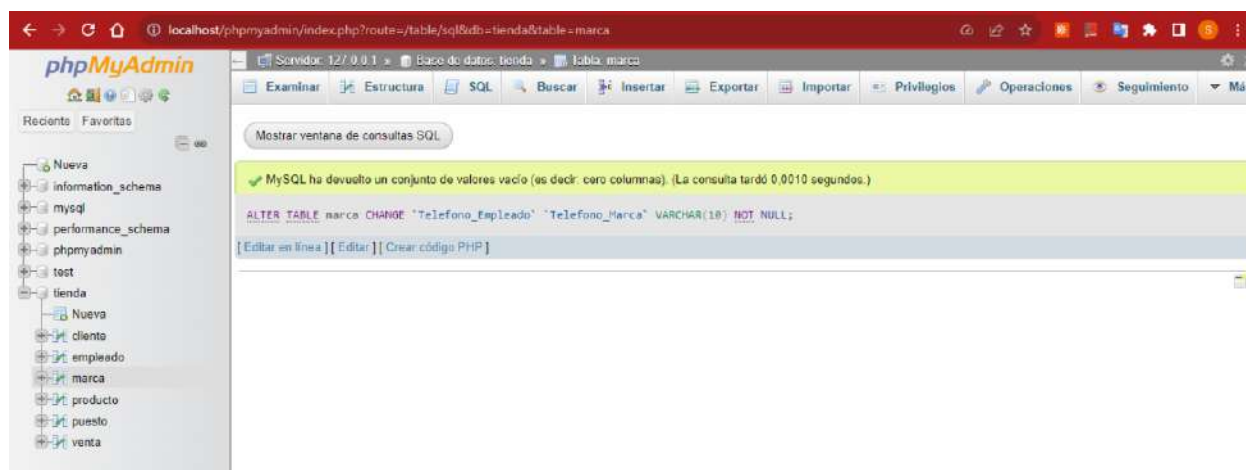 localhost/phpmyadmin/index.php?route=/table/sql&db=tienda&table=marca
phpMyAdmin
Servidor: 127.0.0.1 » Base de datos: tienda » Tabla: marca
Examinar Estructura SQL Buscar Insertar Exportar Importar Privilegios Operaciones Seguimiento Má
Reciente Favoritas
Mostrar ventana de consultas SQL
Nueva
information_schema
mysql
performance_schema
phpmyadmin
test
tienda
Nueva
cliente
empleado
marca
producto
puesto
venta
MySQL ha devuelto un conjunto de valores vacío (es decir: cero columnas). (La consulta tardó 0,0010 segundos.)
ALTER TABLE marca CHANGE `Telefono_Empleado` `Telefono_Marca` VARCHAR(10) NOT NULL;
[ Editar en línea ] [ Editar ] [ Crear código PHP ]
S